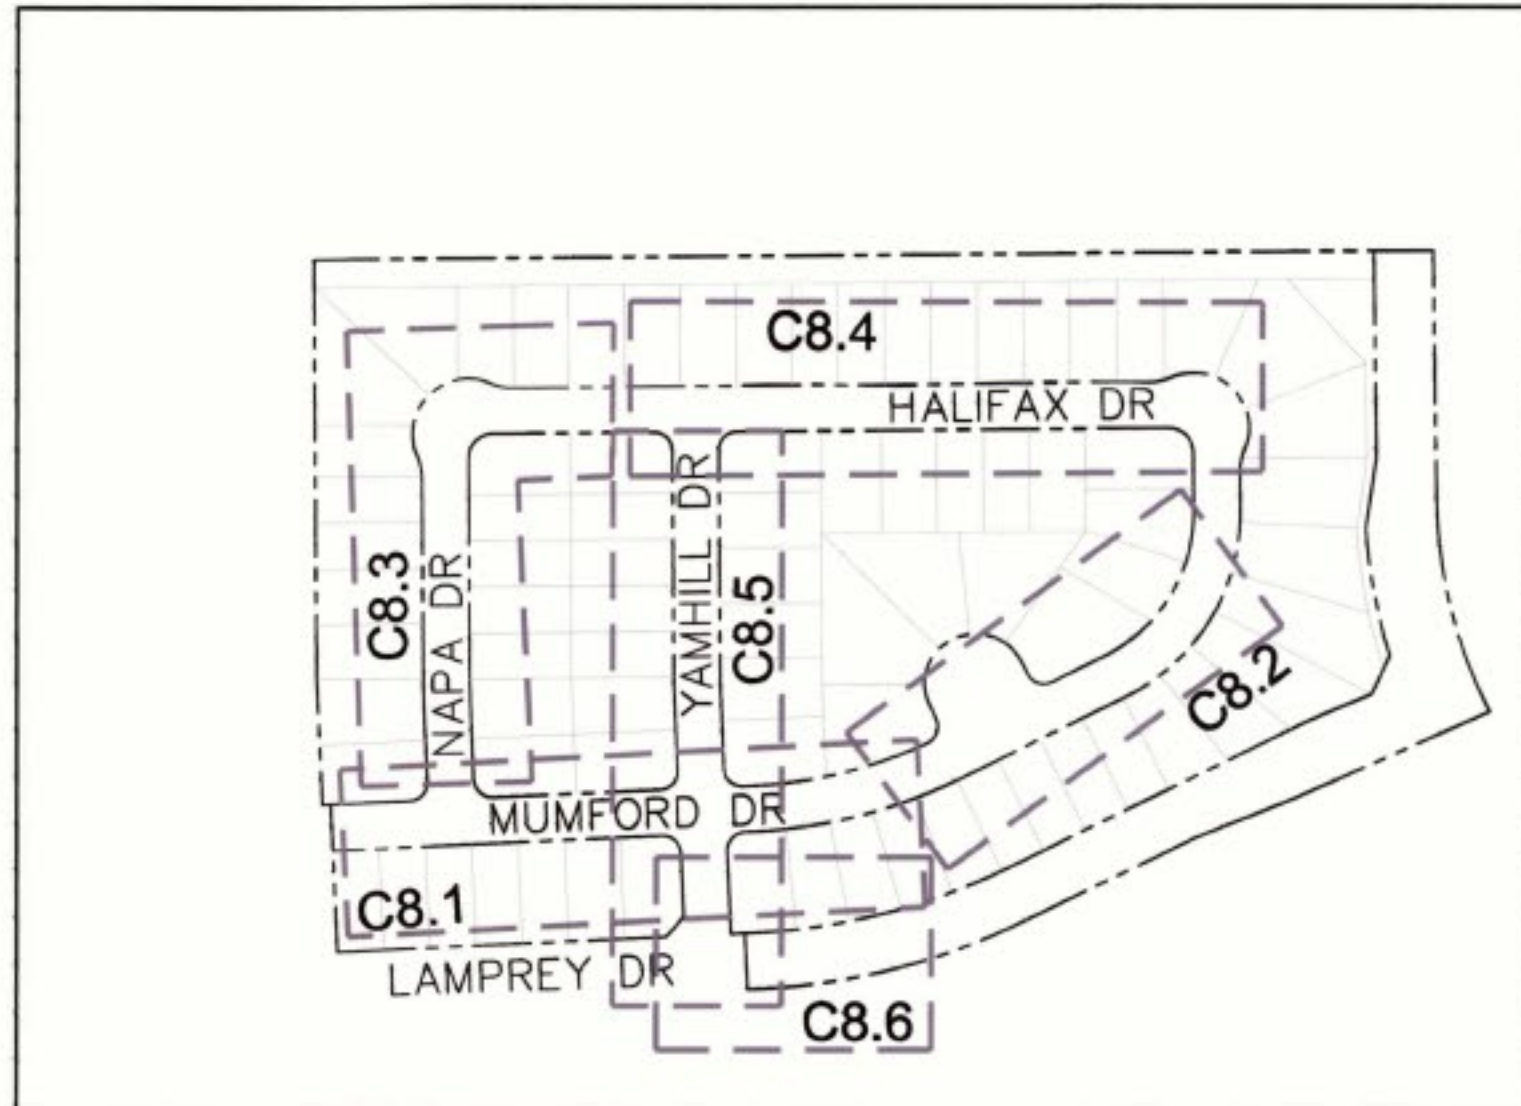 C8.4
HALIFAX DR
C8.3
NAPA DR
YAMHILL DR
C8.5
C8.2
MUMFORD DR
C8.1
LAMPREY DR
C8.6